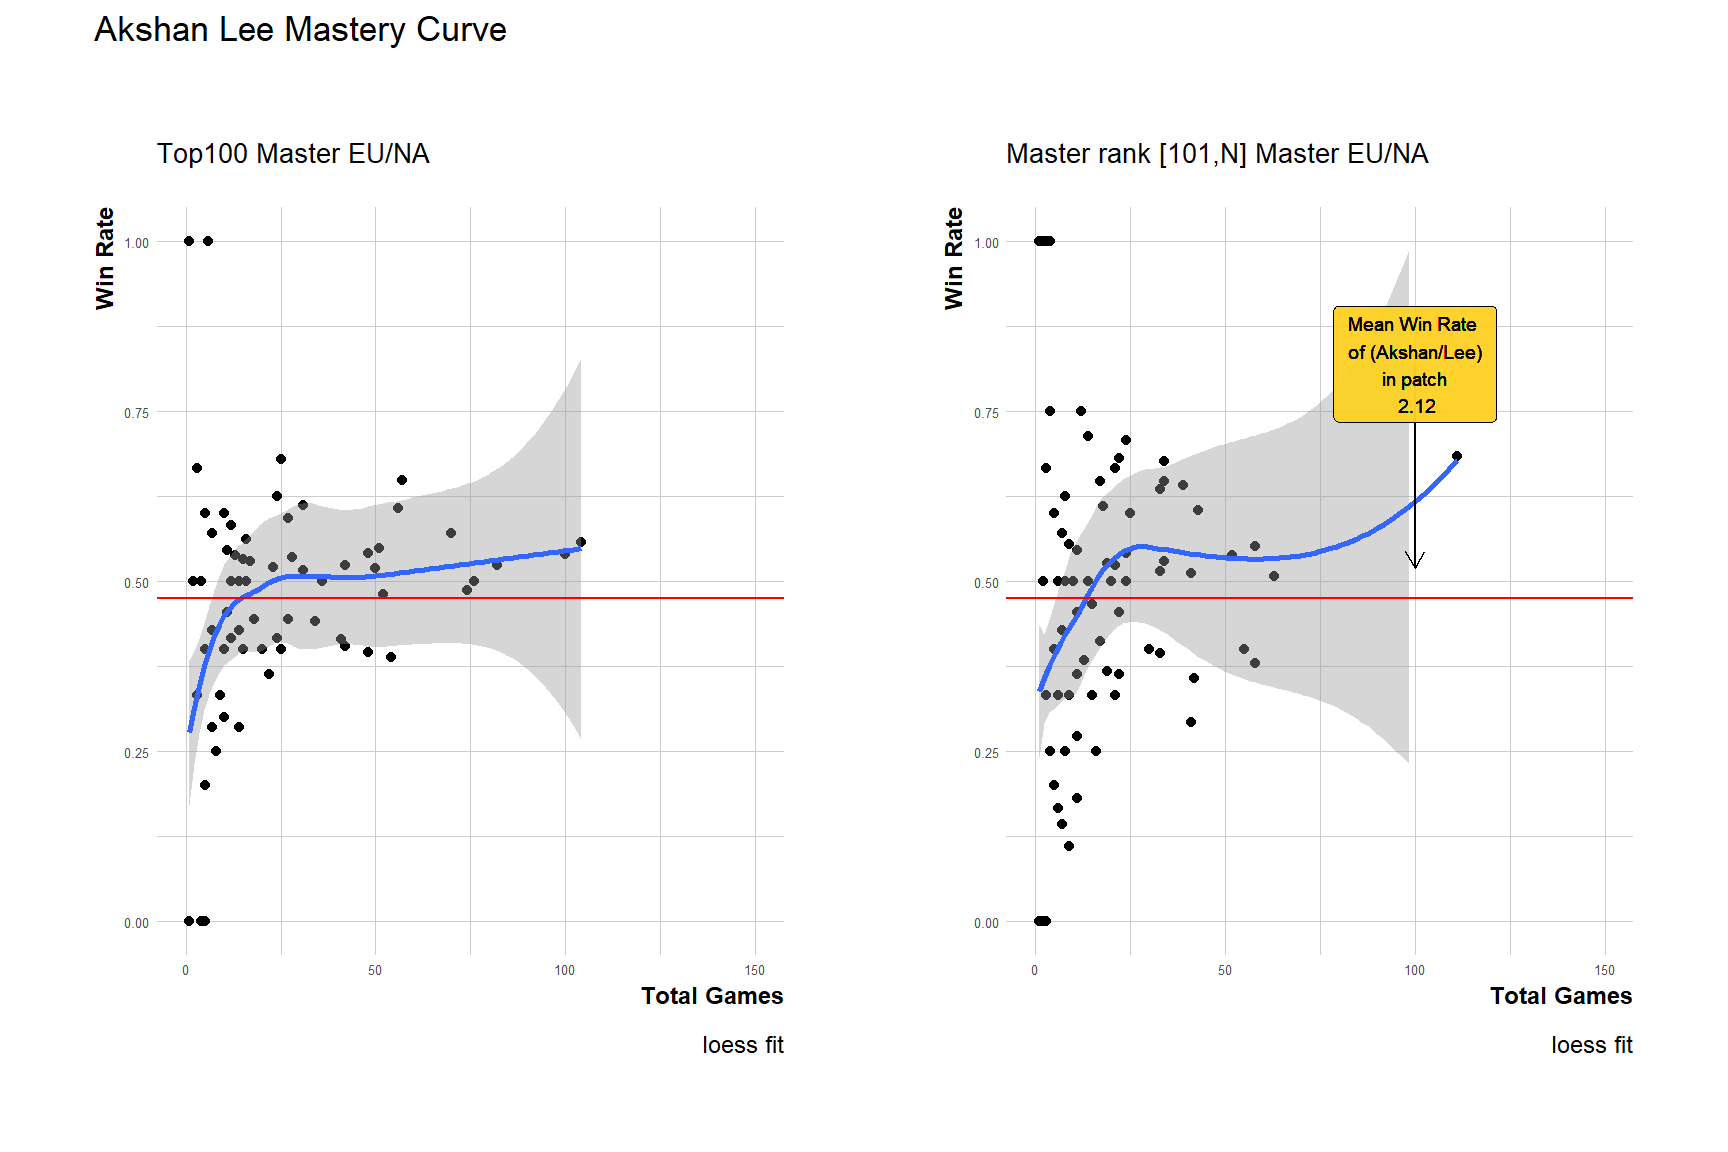 Akshan Lee Mastery Curve
Top100 Master EU/NA
Win Rate
1.00
0.75
0.50
0.25
0.00
0
50
100
150
Total Games
loess fit
Master rank [101,N] Master EU/NA
Win Rate
1.00
0.75
0.50
0.25
0.00
Mean Win Rate
of (Akshan/Lee)
in patch
2.12
0
50
100
150
Total Games
loess fit